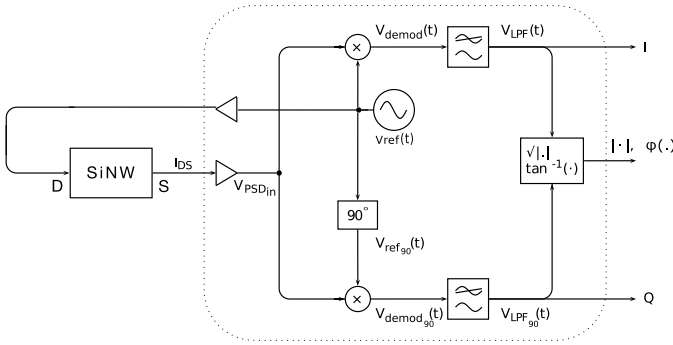 V_demod(t)
V_LPF(t)
I
×
V_ref(t)
|·|, φ(.)
√|.|
tan⁻¹(·)
SiNW
I_DS
D
S
V_PSD_in
90°
V_ref_90(t)
×
V_demod_90(t)
V_LPF_90(t)
Q